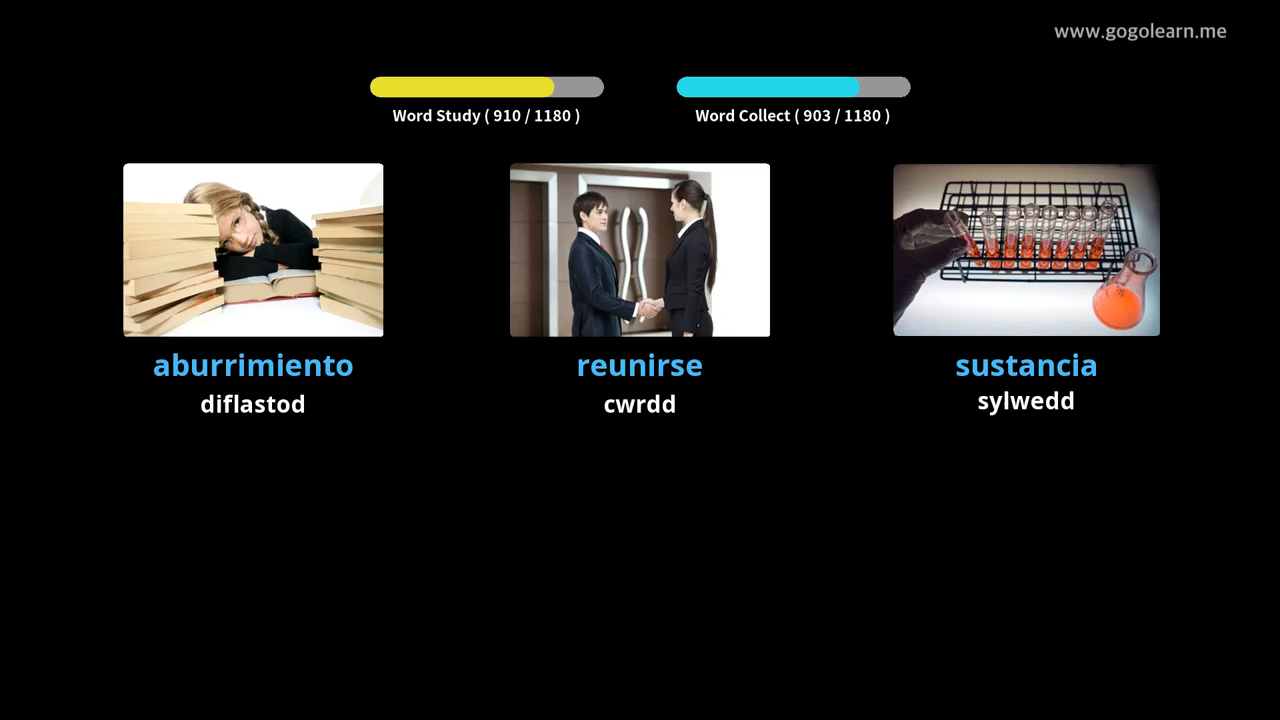 www.gogolearn.me
Word Study ( 910 / 1180 )
Word Collect ( 903 / 1180 )
aburrimiento
diflastod
reunirse
cwrdd
sustancia
sylwedd